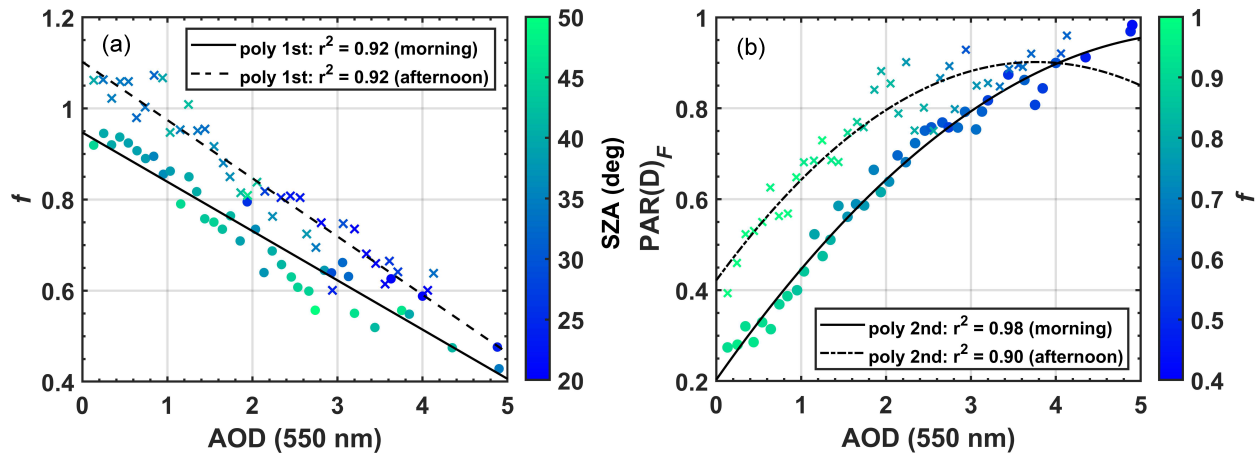 (a)
poly 1st: r² = 0.92 (morning)
poly 1st: r² = 0.92 (afternoon)
f
1.2
1
0.8
0.6
0.4
0 1 2 3 4 5
AOD (550 nm)
50
45
40
35
30
25
20
SZA (deg)
(b)
poly 2nd: r² = 0.98 (morning)
poly 2nd: r² = 0.90 (afternoon)
PAR(D)F
1
0.8
0.6
0.4
0.2
0 1 2 3 4 5
AOD (550 nm)
1
0.9
0.8
0.7
0.6
0.5
0.4
f